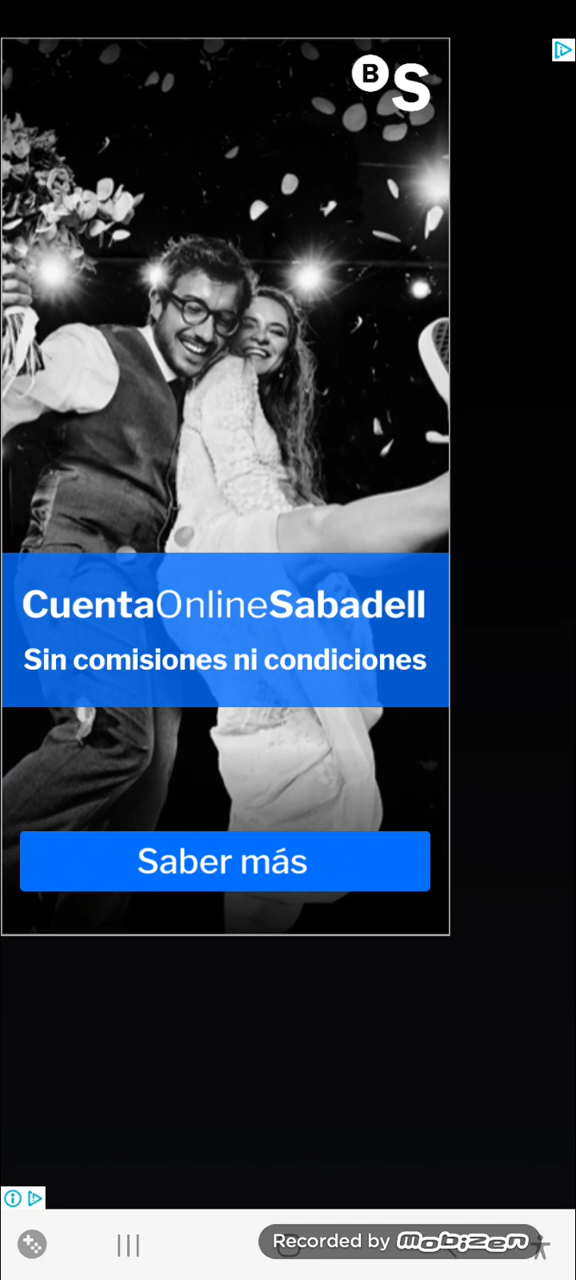 BS
CuentaOnlineSabadell
Sin comisiones ni condiciones
Saber más
Recorded by Mobizen